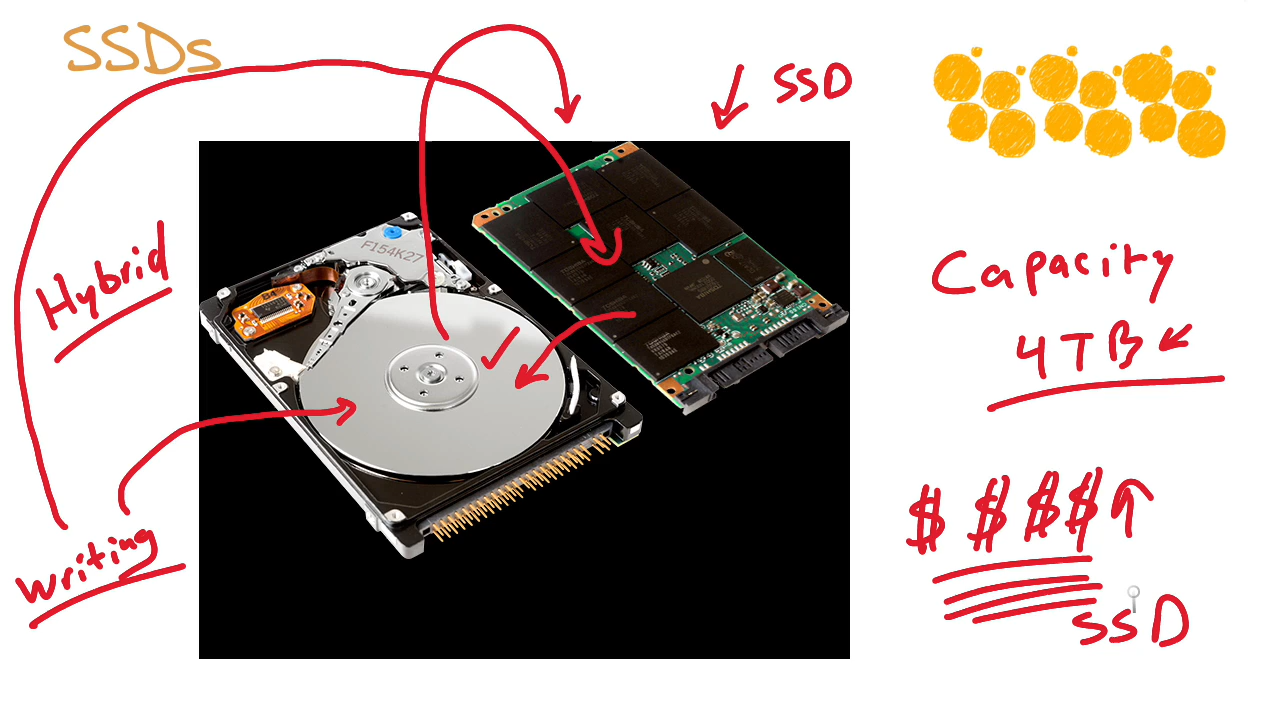 SSDs
SSD
F154K27
Hybrid
Capacity
4TB
$ $ $ $
writing
SSD